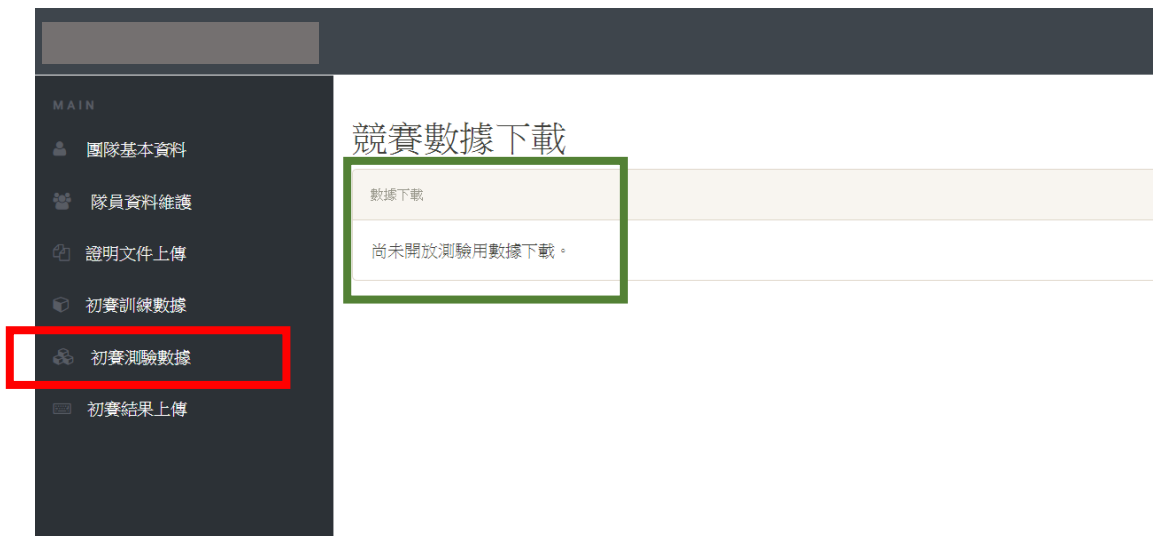 MAIN
團隊基本資料
隊員資料維護
證明文件上傳
初賽訓練數據
初賽測驗數據
初賽結果上傳
競賽數據下載
數據下載
尚未開放測驗用數據下載。